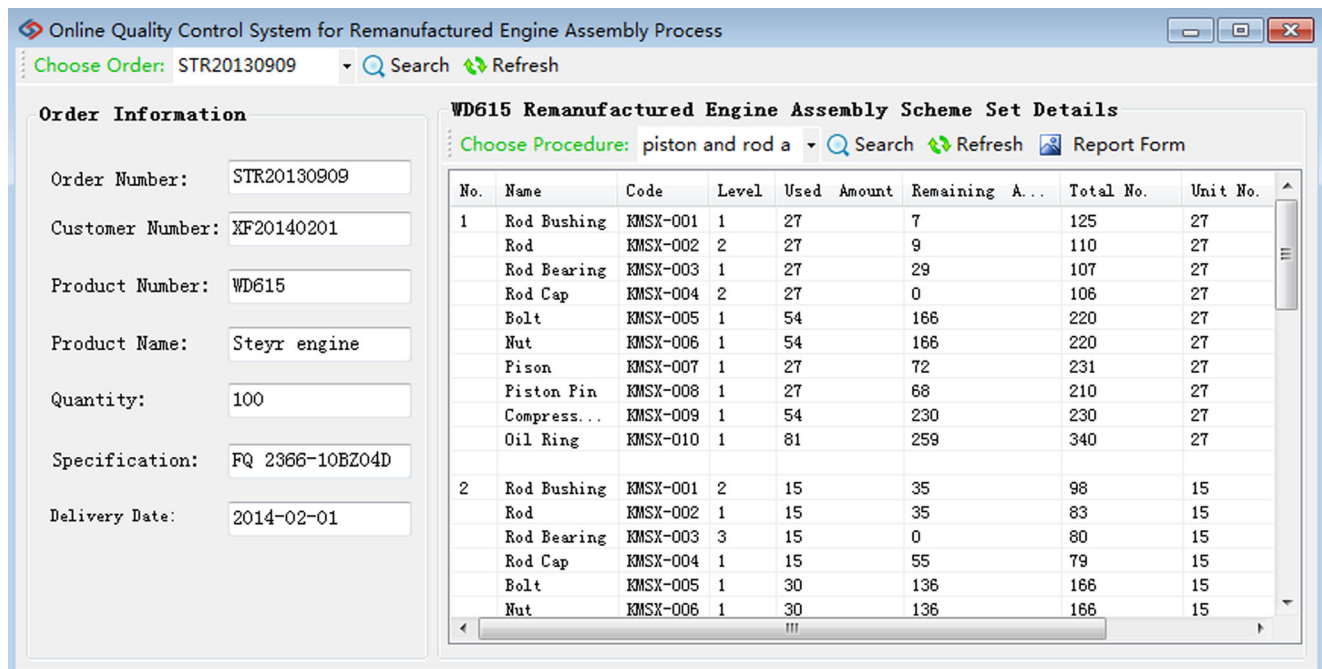 Online Quality Control System for Remanufactured Engine Assembly Process
Choose Order: STR20130909 Search Refresh
Order Information
Order Number: STR20130909
Customer Number: XF20140201
Product Number: WD615
Product Name: Steyr engine
Quantity: 100
Specification: FQ 2366-10BZ04D
Delivery Date: 2014-02-01
WD615 Remanufactured Engine Assembly Scheme Set Details
Choose Procedure: piston and rod a Search Refresh Report Form
No. Name Code Level Used Amount Remaining A... Total No. Unit No.
1 Rod Bushing KMSX-001 1 27 7 125 27
Rod KMSX-002 2 27 9 110 27
Rod Bearing KMSX-003 1 27 29 107 27
Rod Cap KMSX-004 2 27 0 106 27
Bolt KMSX-005 1 54 166 220 27
Nut KMSX-006 1 54 166 220 27
Pison KMSX-007 1 27 72 231 27
Piston Pin KMSX-008 1 27 68 210 27
Compress... KMSX-009 1 54 230 230 27
Oil Ring KMSX-010 1 81 259 340 27
2 Rod Bushing KMSX-001 2 15 35 98 15
Rod KMSX-002 1 15 35 83 15
Rod Bearing KMSX-003 3 15 0 80 15
Rod Cap KMSX-004 1 15 55 79 15
Bolt KMSX-005 1 30 136 166 15
Nut KMSX-006 1 30 136 166 15